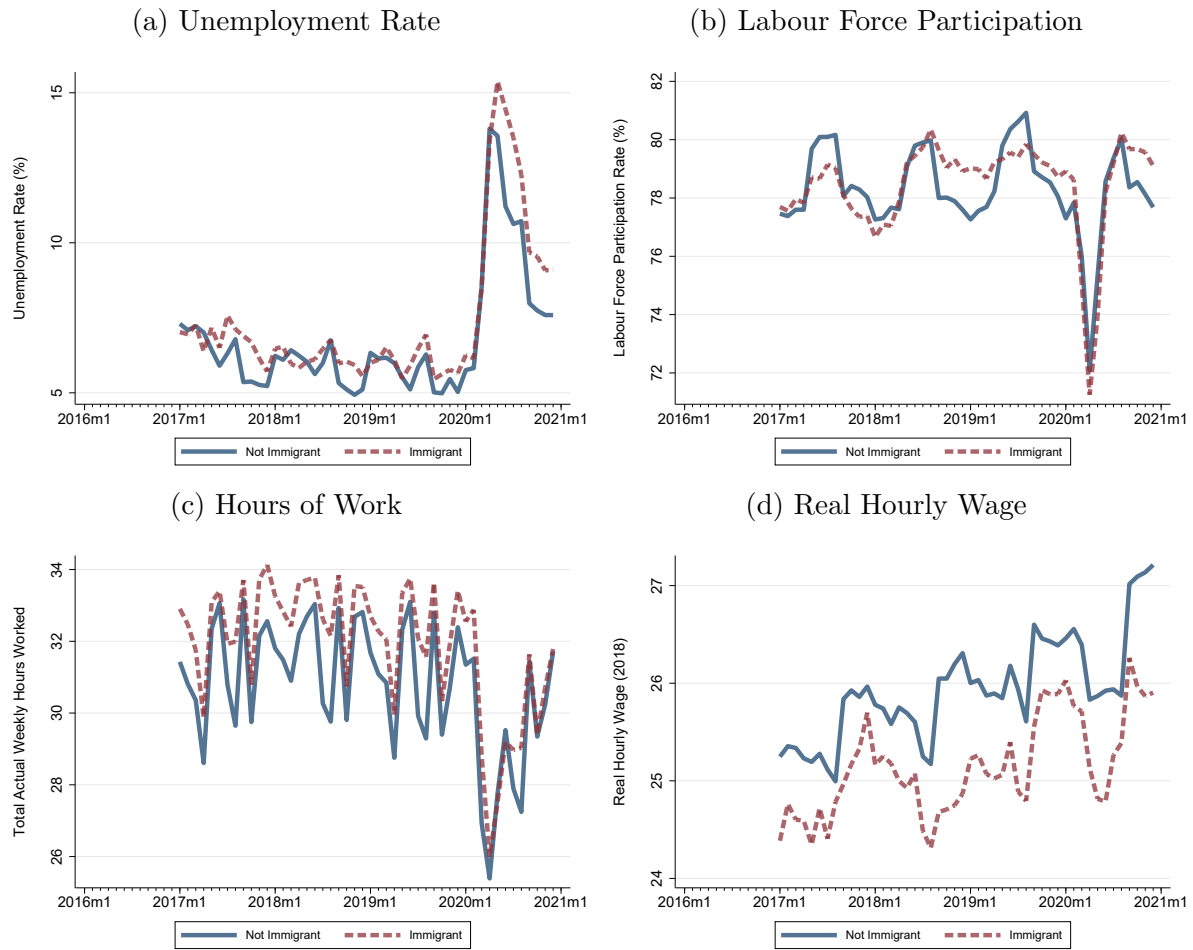 (a) Unemployment Rate
(b) Labour Force Participation
Unemployment Rate (%)
15
10
5
2016m1 2017m1 2018m1 2019m1 2020m1 2021m1
Not Immigrant Immigrant
Labour Force Participation Rate (%)
82
80
78
76
74
72
2016m1 2017m1 2018m1 2019m1 2020m1 2021m1
Not Immigrant Immigrant
(c) Hours of Work
(d) Real Hourly Wage
Total Actual Weekly Hours Worked
34
32
30
28
26
2016m1 2017m1 2018m1 2019m1 2020m1 2021m1
Not Immigrant Immigrant
Real Hourly Wage (2018)
27
26
25
24
2016m1 2017m1 2018m1 2019m1 2020m1 2021m1
Not Immigrant Immigrant